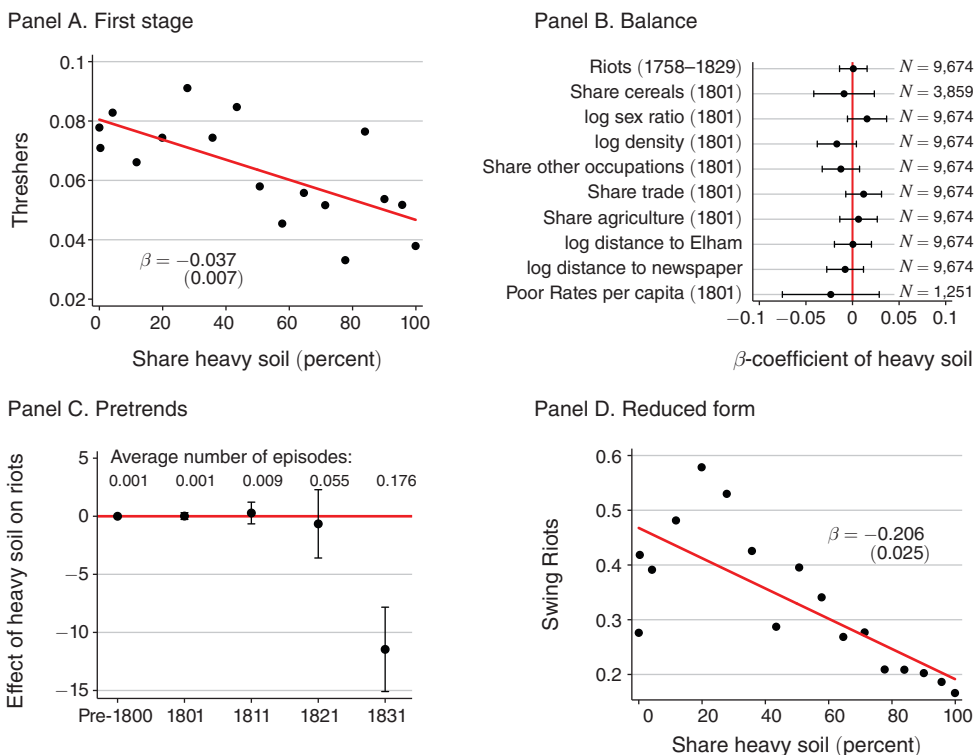 Panel A. First stage
0.1
0.08
0.06
0.04
0.02
Threshers
β = −0.037
(0.007)
0 20 40 60 80 100
Share heavy soil (percent)
Panel B. Balance
Riots (1758–1829) N = 9,674
Share cereals (1801) N = 3,859
log sex ratio (1801) N = 9,674
log density (1801) N = 9,674
Share other occupations (1801) N = 9,674
Share trade (1801) N = 9,674
Share agriculture (1801) N = 9,674
log distance to Elham N = 9,674
log distance to newspaper N = 9,674
Poor Rates per capita (1801) N = 1,251
−0.1 −0.05 0 0.05 0.1
β-coefficient of heavy soil
Panel C. Pretrends
Effect of heavy soil on riots
5
0
−5
−10
−15
Average number of episodes:
0.001 0.001 0.009 0.055 0.176
Pre-1800 1801 1811 1821 1831
Panel D. Reduced form
Swing Riots
0.6
0.5
0.4
0.3
0.2
β = −0.206
(0.025)
0 20 40 60 80 100
Share heavy soil (percent)